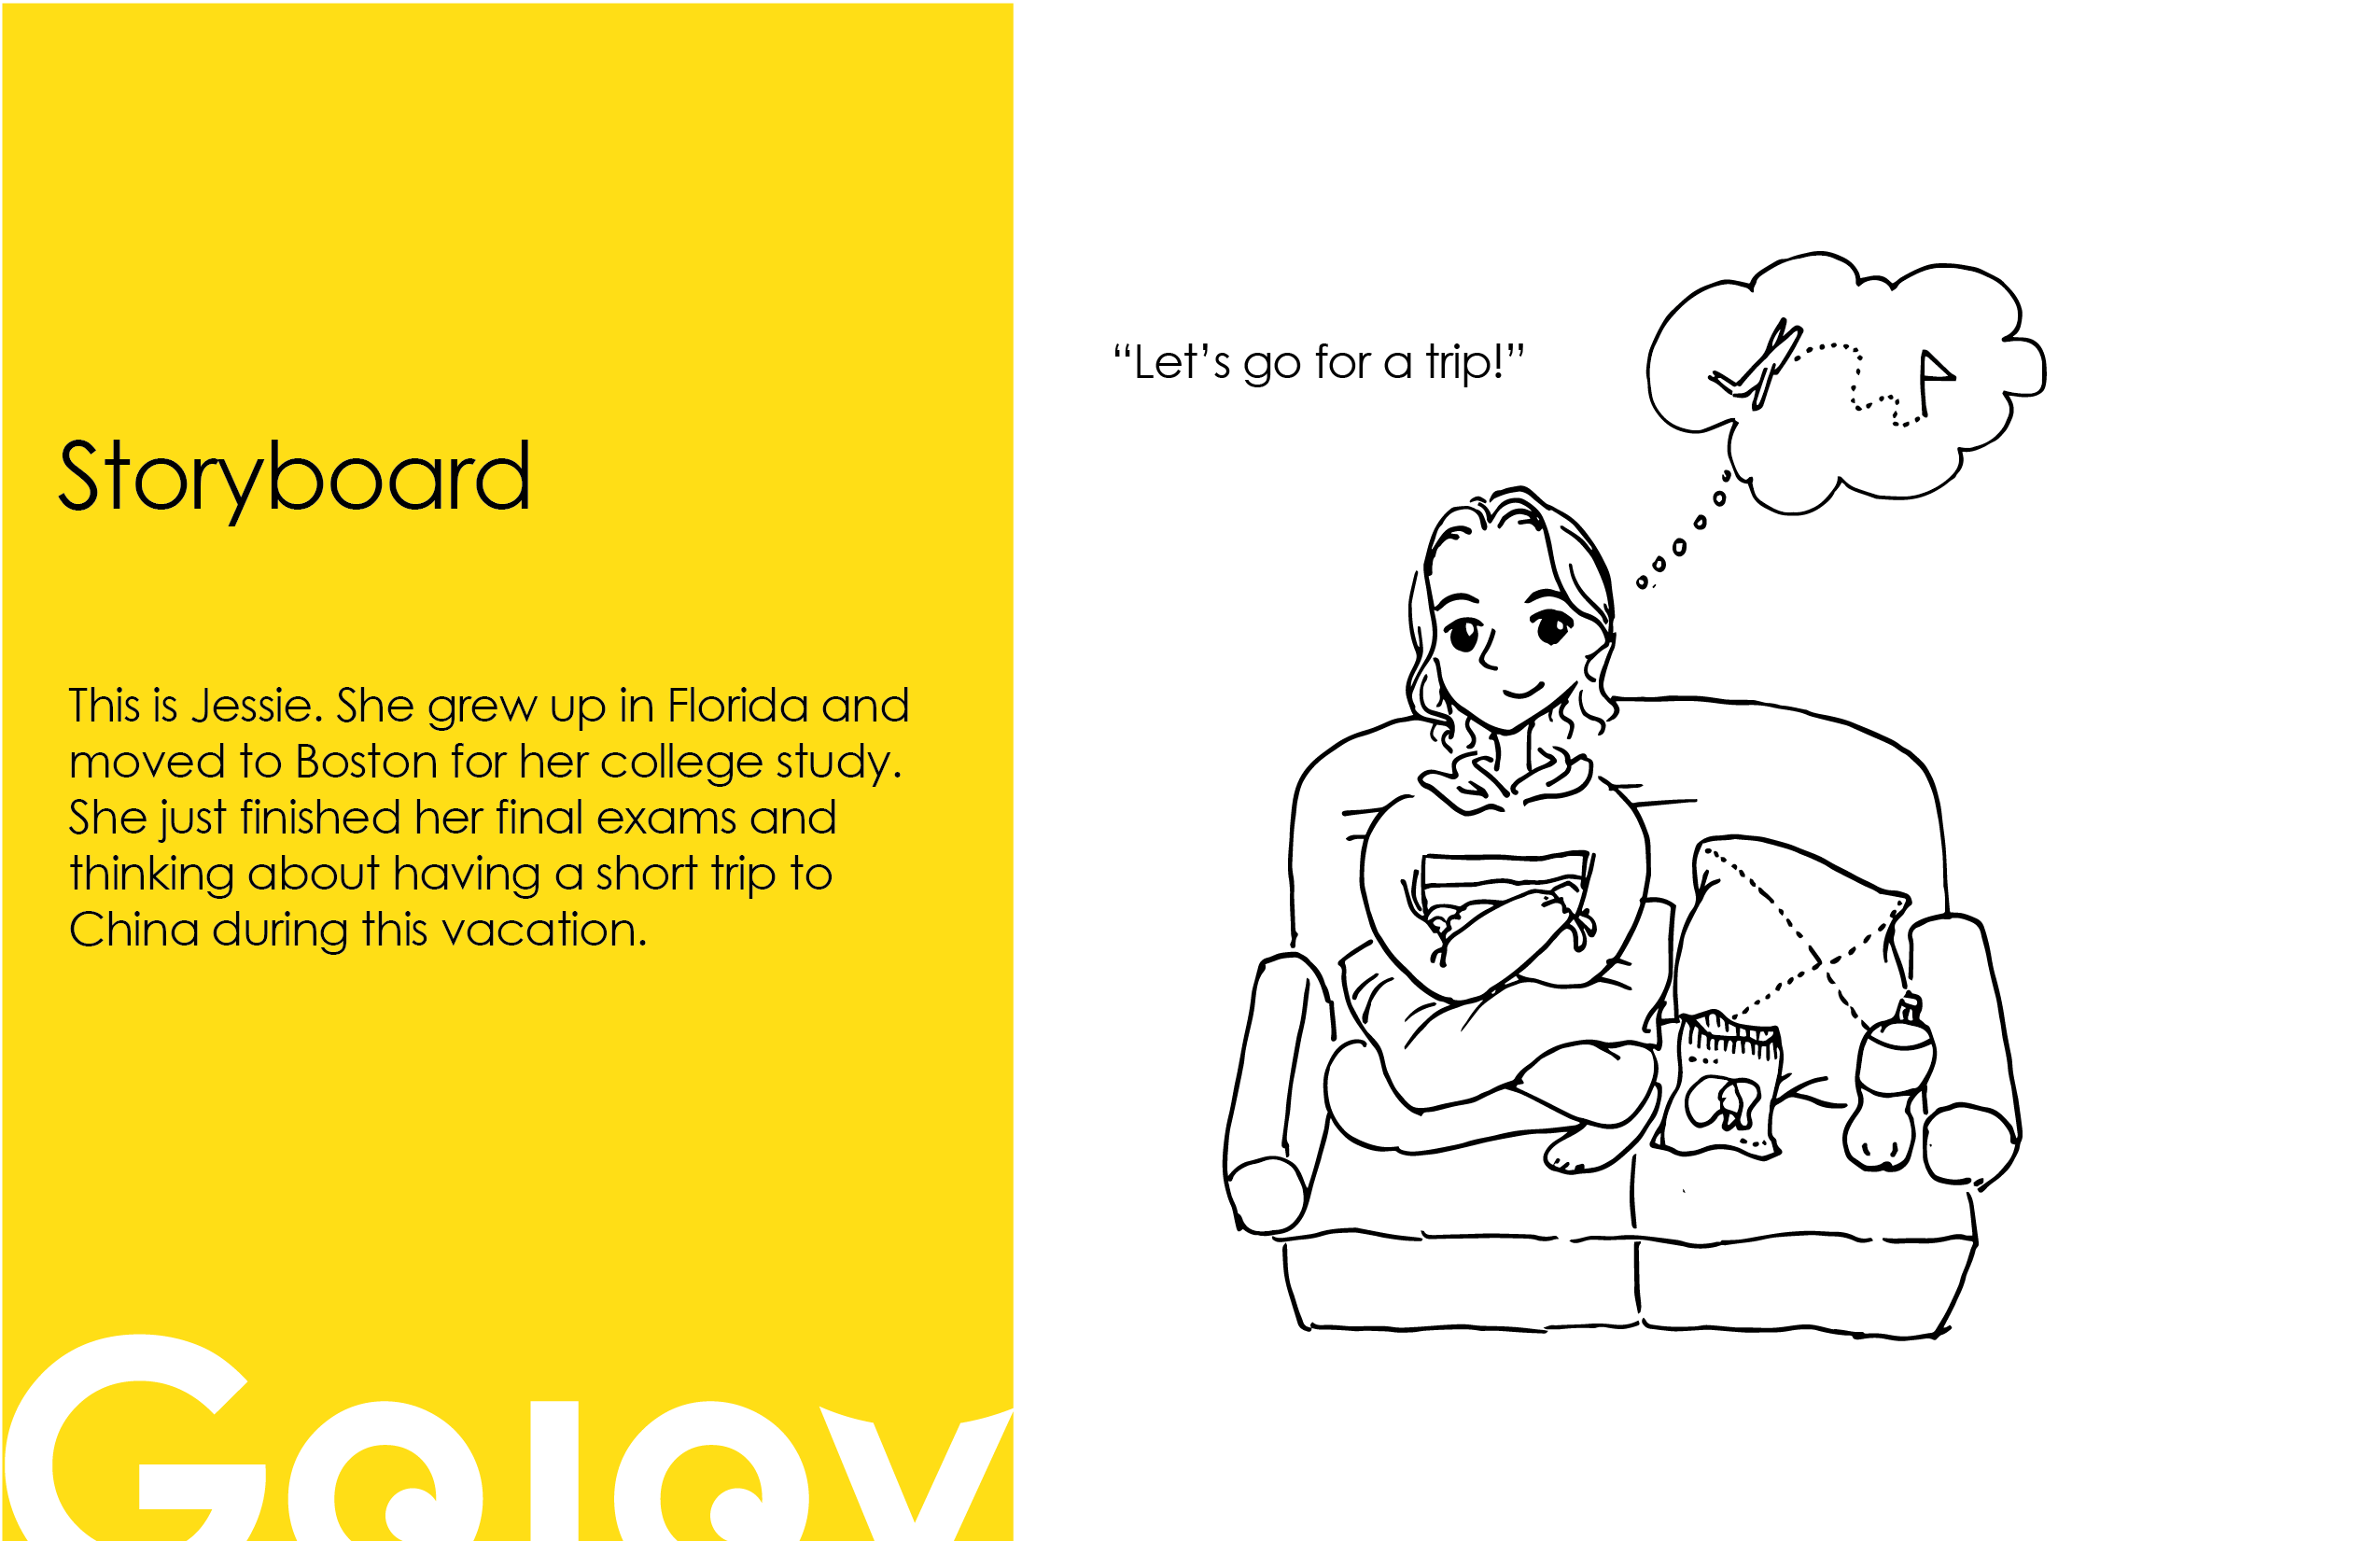 Storyboard
This is Jessie. She grew up in Florida and
moved to Boston for her college study.
She just finished her final exams and
thinking about having a short trip to
China during this vacation.
“Let’s go for a trip!”